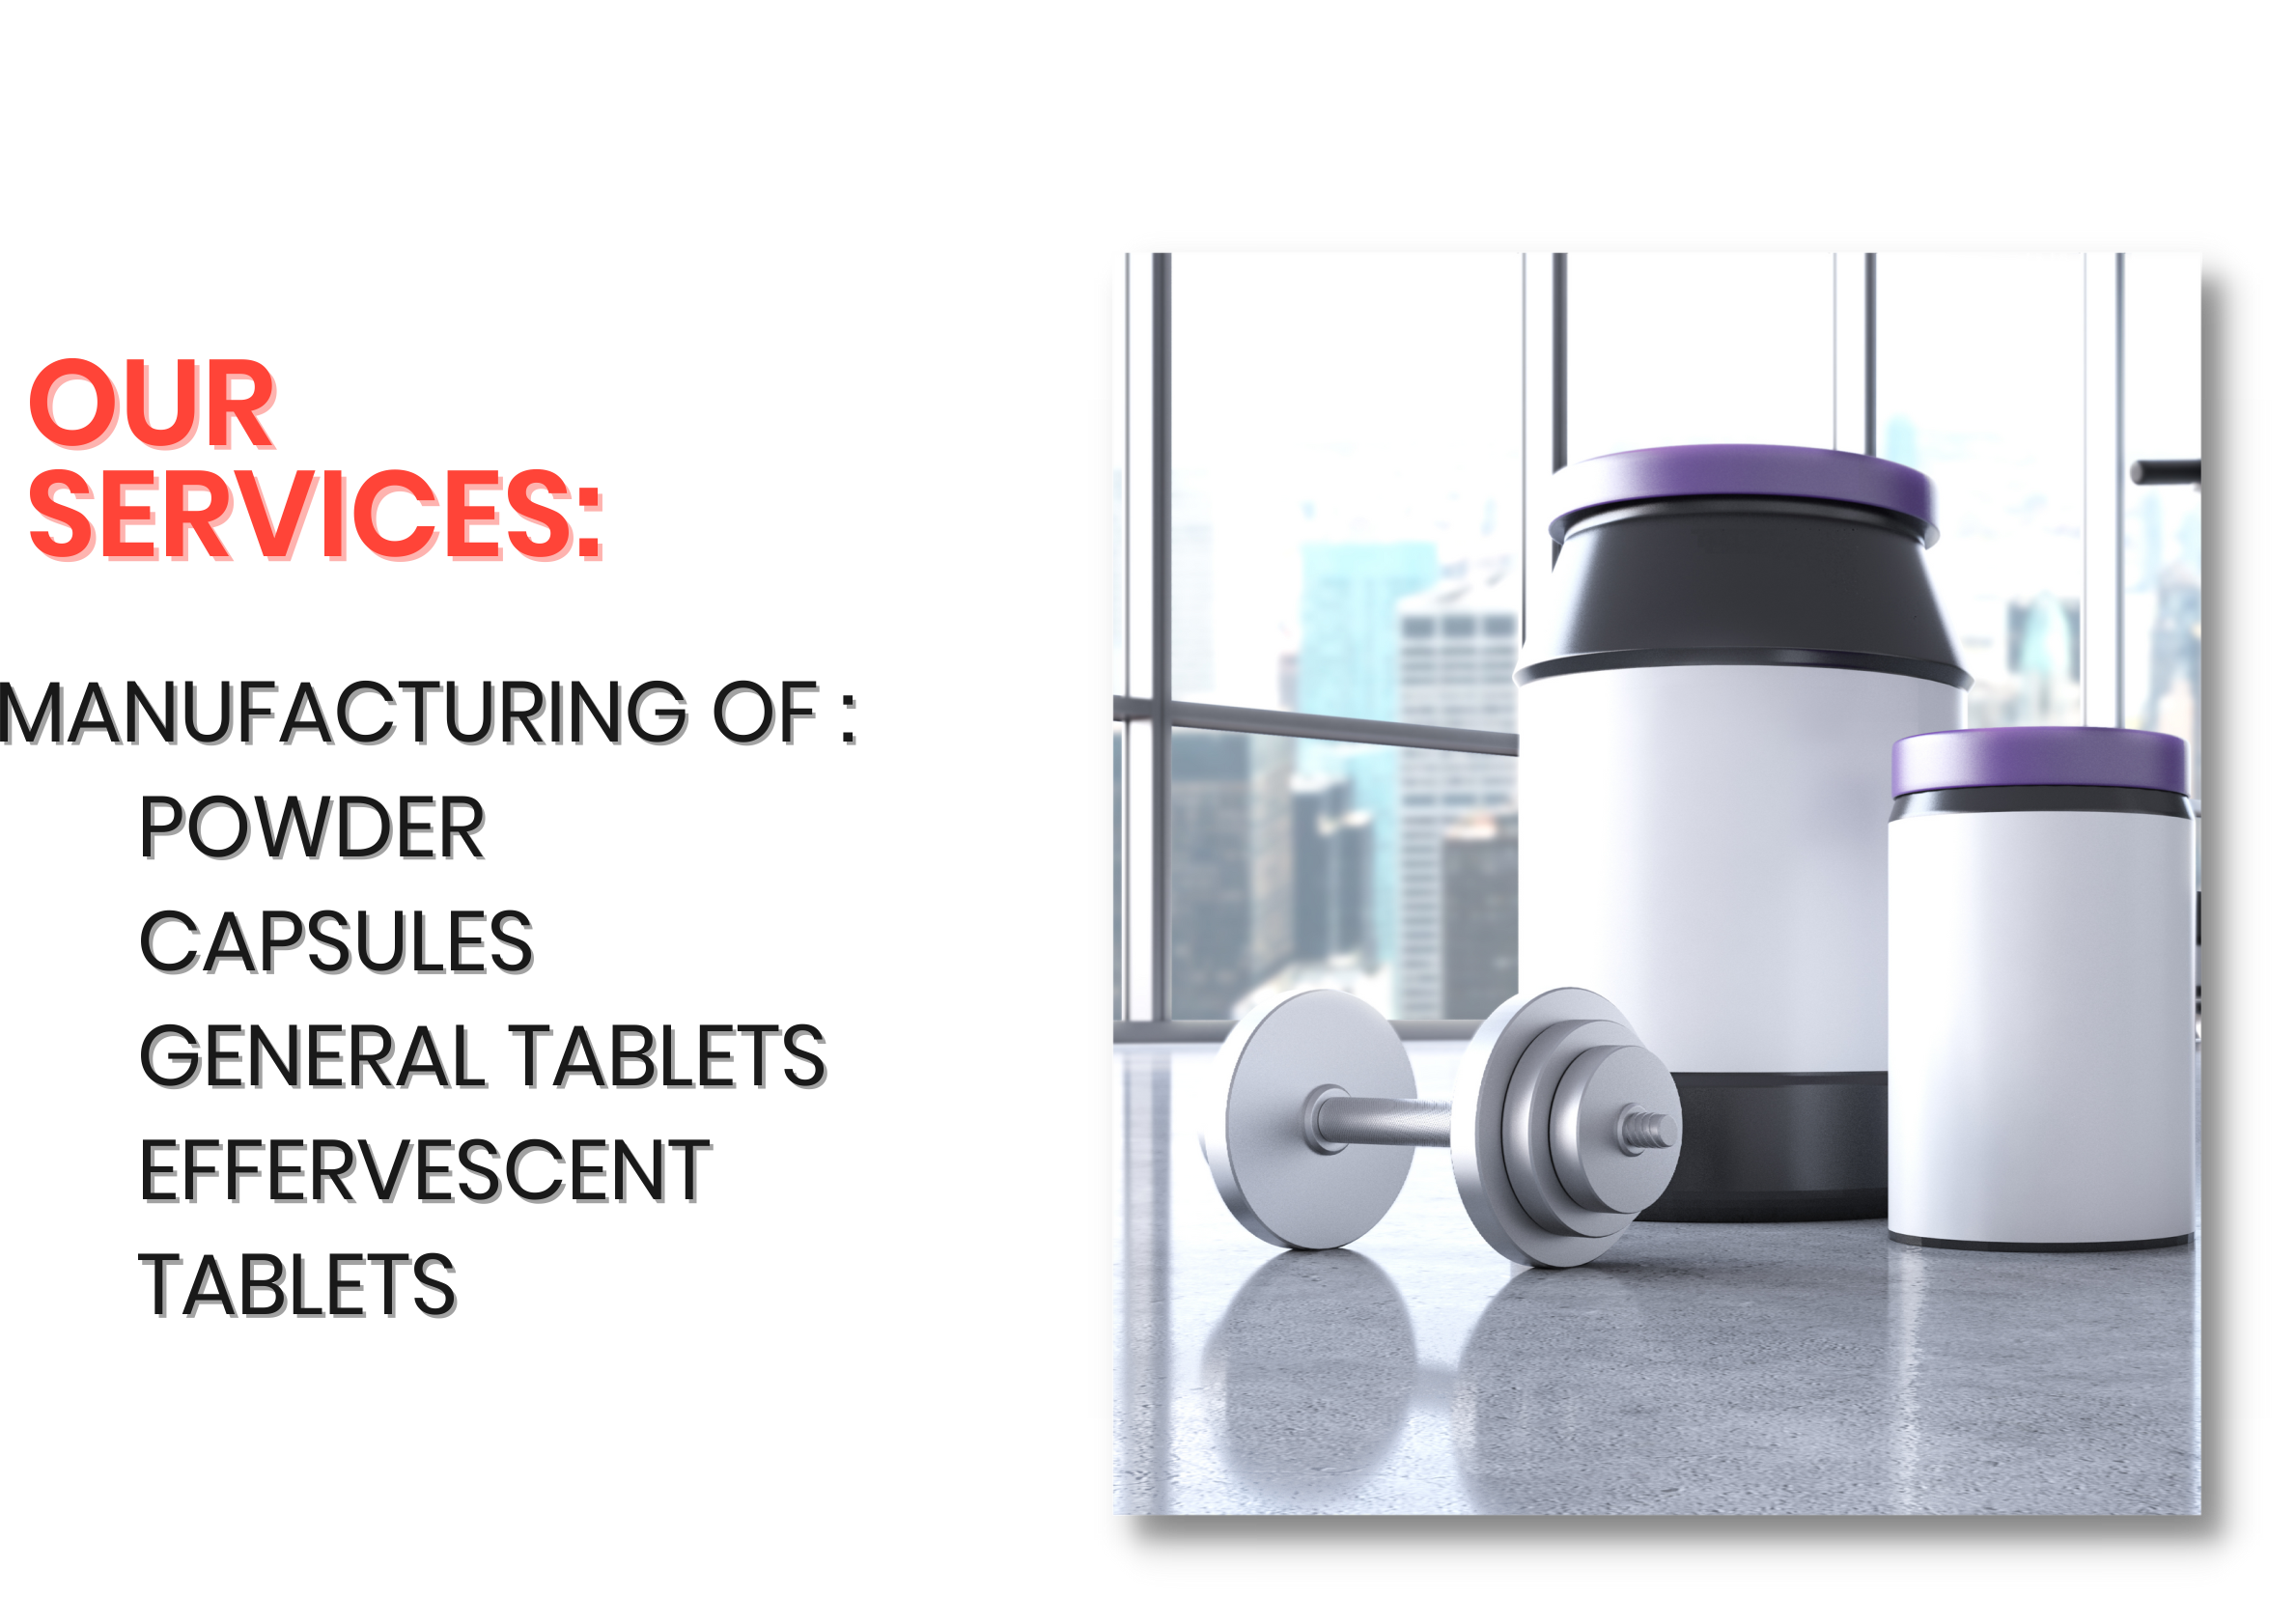 OUR
SERVICES:
MANUFACTURING OF :
POWDER
CAPSULES
GENERAL TABLETS
EFFERVESCENT
TABLETS